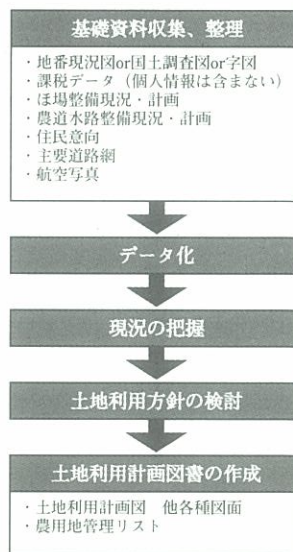 基礎資料収集、整理
・地番現況図or国土調査図or字図
・課税データ（個人情報は含まない）
・ほ場整備現況・計画
・農道水路整備現況・計画
・住民意向
・主要道路網
・航空写真
データ化
現況の把握
土地利用方針の検討
土地利用計画図書の作成
・土地利用計画図　他各種図面
・農用地管理リスト